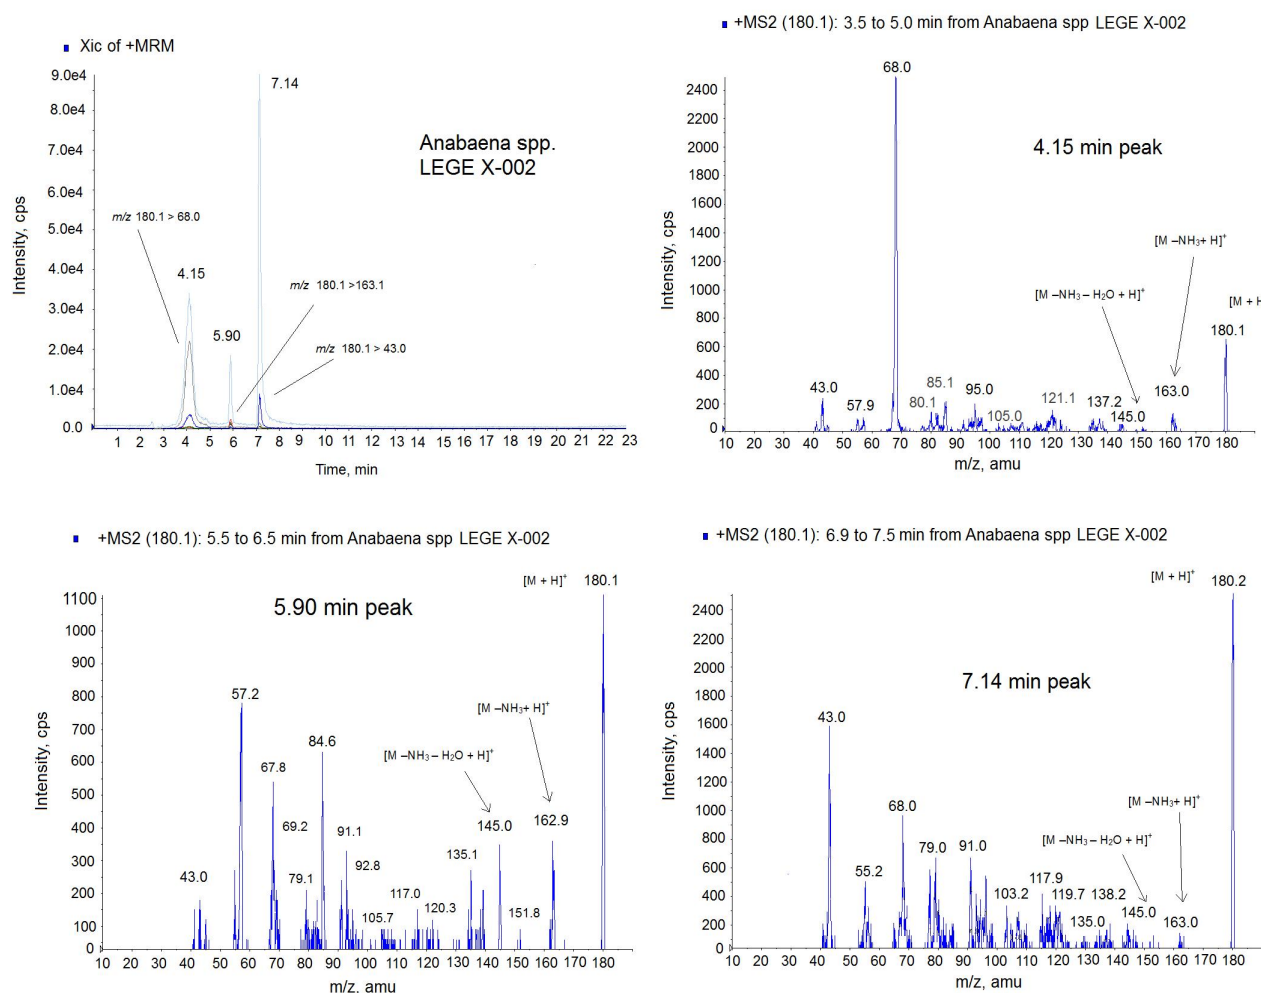 Xic of +MRM
Intensity, cps
9.0e4
8.0e4
7.0e4
6.0e4
5.0e4
4.0e4
3.0e4
2.0e4
1.0e4
0.0
7.14
Anabaena spp.
LEGE X-002
m/z 180.1 > 68.0
4.15
m/z 180.1 >163.1
5.90
m/z 180.1 > 43.0
1 2 3 4 5 6 7 8 9 10 11 12 13 14 15 16 17 18 19 20 21 22 23
Time, min
+MS2 (180.1): 3.5 to 5.0 min from Anabaena spp LEGE X-002
Intensity, cps
2400
2200
2000
1800
1600
1400
1200
1000
800
600
400
200
0
68.0
4.15 min peak
[M –NH3+ H]+
[M –NH3 – H2O + H]+
[M + H
180.1
43.0
57.9
80.1
85.1
95.0
105.0
121.1
137.2
145.0
163.0
10 20 30 40 50 60 70 80 90 100 110 120 130 140 150 160 170 180
m/z, amu
+MS2 (180.1): 5.5 to 6.5 min from Anabaena spp LEGE X-002
Intensity, cps
1100
1000
900
800
700
600
500
400
300
200
100
0
[M + H]+ 180.1
5.90 min peak
57.2
[M –NH3+ H]+
84.6
[M –NH3 – H2O + H]+
67.8
69.2
91.1
145.0
162.9
43.0
79.1
92.8
135.1
105.7
117.0
120.3
151.8
10 20 30 40 50 60 70 80 90 100 110 120 130 140 150 160 170 180
m/z, amu
+MS2 (180.1): 6.9 to 7.5 min from Anabaena spp LEGE X-002
Intensity, cps
2400
2200
2000
1800
1600
1400
1200
1000
800
600
400
200
0
[M + H]+ 180.2
7.14 min peak
43.0
68.0
[M –NH3+ H]+
[M –NH3 – H2O + H]+
55.2
79.0
91.0
103.2
117.9
119.7
138.2
135.0
145.0
163.0
10 20 30 40 50 60 70 80 90 100 110 120 130 140 150 160 170 180
m/z, amu